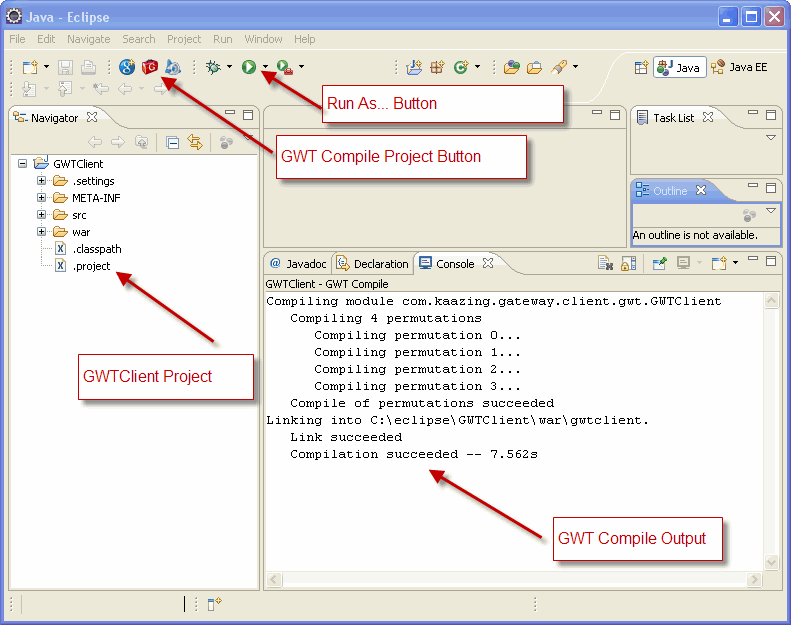 Java - Eclipse
File Edit Navigate Search Project Run Window Help
Java
Java EE
Run As... Button
GWT Compile Project Button
Navigator
GWTClient
.settings
META-INF
src
war
.classpath
.project
GWTClient Project
Task List
Outline
An outline is not available.
@ Javadoc
Declaration
Console
GWTClient - GWT Compile
Compiling module com.kaazing.gateway.client.gwt.GWTClient
Compiling 4 permutations
Compiling permutation 0...
Compiling permutation 1...
Compiling permutation 2...
Compiling permutation 3...
Compile of permutations succeeded
Linking into C:\eclipse\GWTClient\war\gwtclient.
Link succeeded
Compilation succeeded -- 7.562s
GWT Compile Output